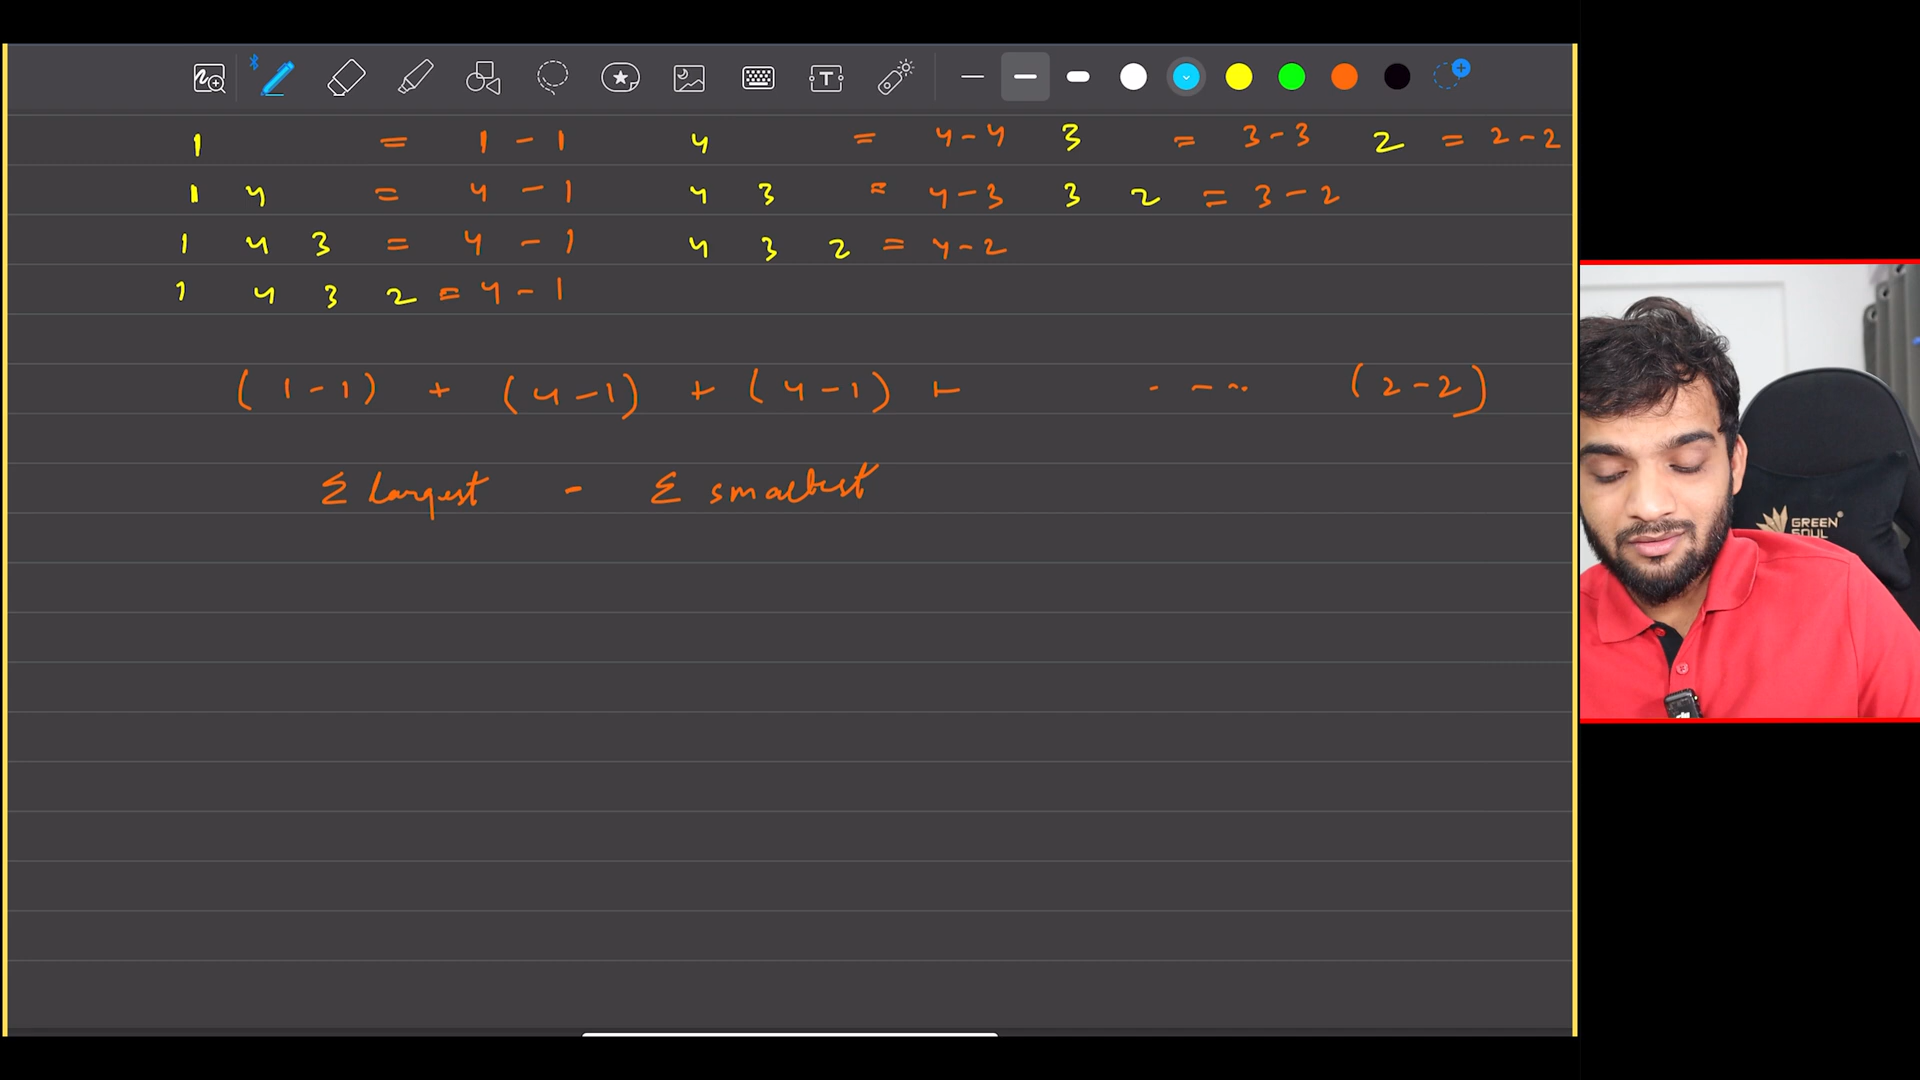 1 = 1 - 1 4 = 4 - 4 3 = 3 - 3 2 = 2 - 2
1 4 = 4 - 1 4 3 = 4 - 3 3 2 = 3 - 2
1 4 3 = 4 - 1 4 3 2 = 4 - 2
1 4 3 2 = 4 - 1
(1 - 1) + (4 - 1) + (4 - 1) + - - -- (2 - 2)
Σ largest - Σ smallest
GREEN
SOUL